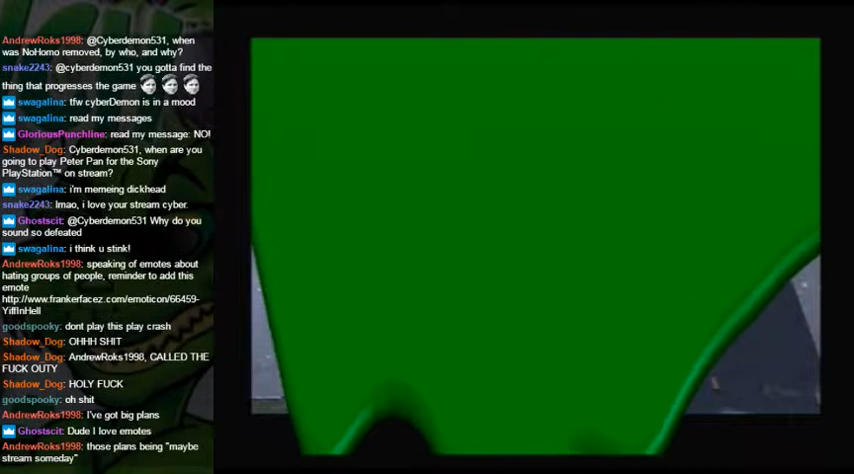 AndrewRoks1998: @Cyberdemon531, when
was NoHomo removed, by who, and why?
snake2243: @cyberdemon531 you gotta find the
thing that progresses the game
swagalina: tfw cyberDemon is in a mood
swagalina: read my messages
GloriousPunchline: read my message: NO!
Shadow_Dog: Cyberdemon531, when are you
going to play Peter Pan for the Sony
PlayStation™ on stream?
swagalina: i'm memeing dickhead
snake2243: lmao, i love your stream cyber.
Ghostscit: @Cyberdemon531 Why do you
sound so defeated
swagalina: i think u stink!
AndrewRoks1998: speaking of emotes about
hating groups of people, reminder to add this
emote
http://www.frankerfacez.com/emoticon/66459-
YiffInHell
goodspooky: dont play this play crash
Shadow_Dog: OHHH SHIT
Shadow_Dog: AndrewRoks1998, CALLED THE
FUCK OUTY
Shadow_Dog: HOLY FUCK
goodspooky: oh shit
AndrewRoks1998: I've got big plans
Ghostscit: Dude I love emotes
AndrewRoks1998: those plans being "maybe
stream someday"